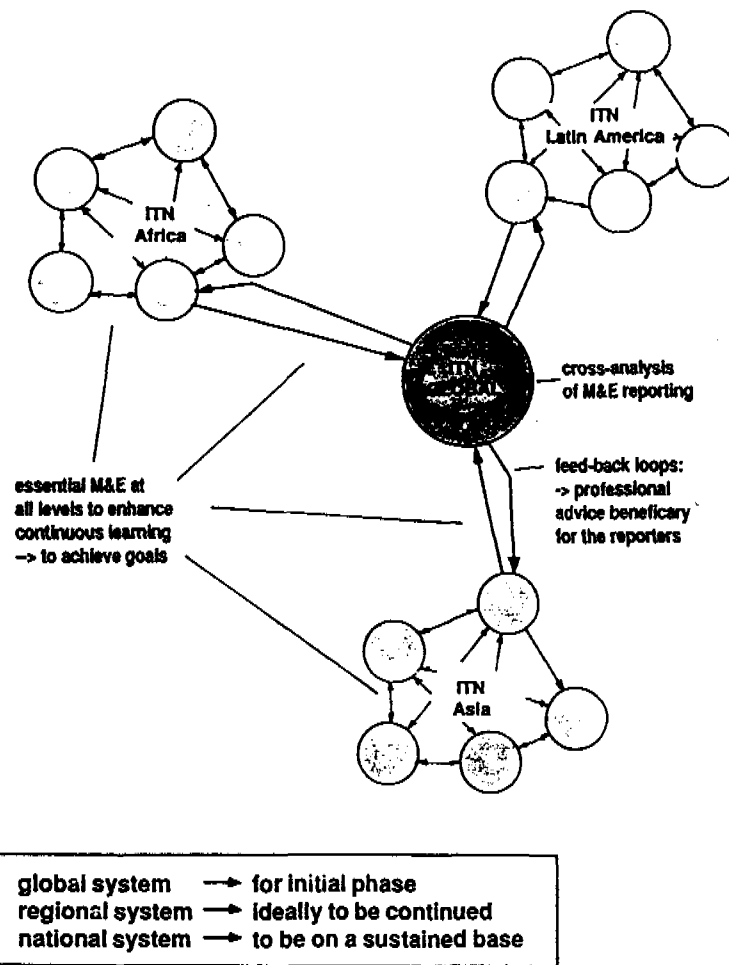 ITN
Latin America
ITN
Africa
ITN
GLOBAL
cross-analysis
of M&E reporting
feed-back loops:
-> professional
advice beneficary
for the reporters
essential M&E at
all levels to enhance
continuous learning
--> to achieve goals
ITN
Asia
global system → for initial phase
regional system → ideally to be continued
national system → to be on a sustained base